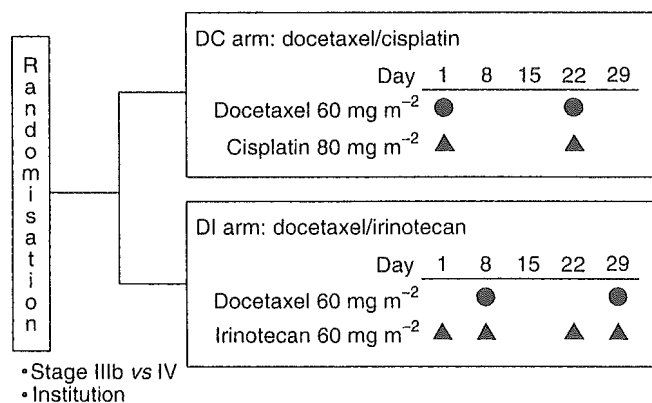 Randomisation
DC arm: docetaxel/cisplatin
Day 1 8 15 22 29
Docetaxel 60 mg m⁻²
Cisplatin 80 mg m⁻²
DI arm: docetaxel/irinotecan
Day 1 8 15 22 29
Docetaxel 60 mg m⁻²
Irinotecan 60 mg m⁻²
•Stage IIIb vs IV
•Institution